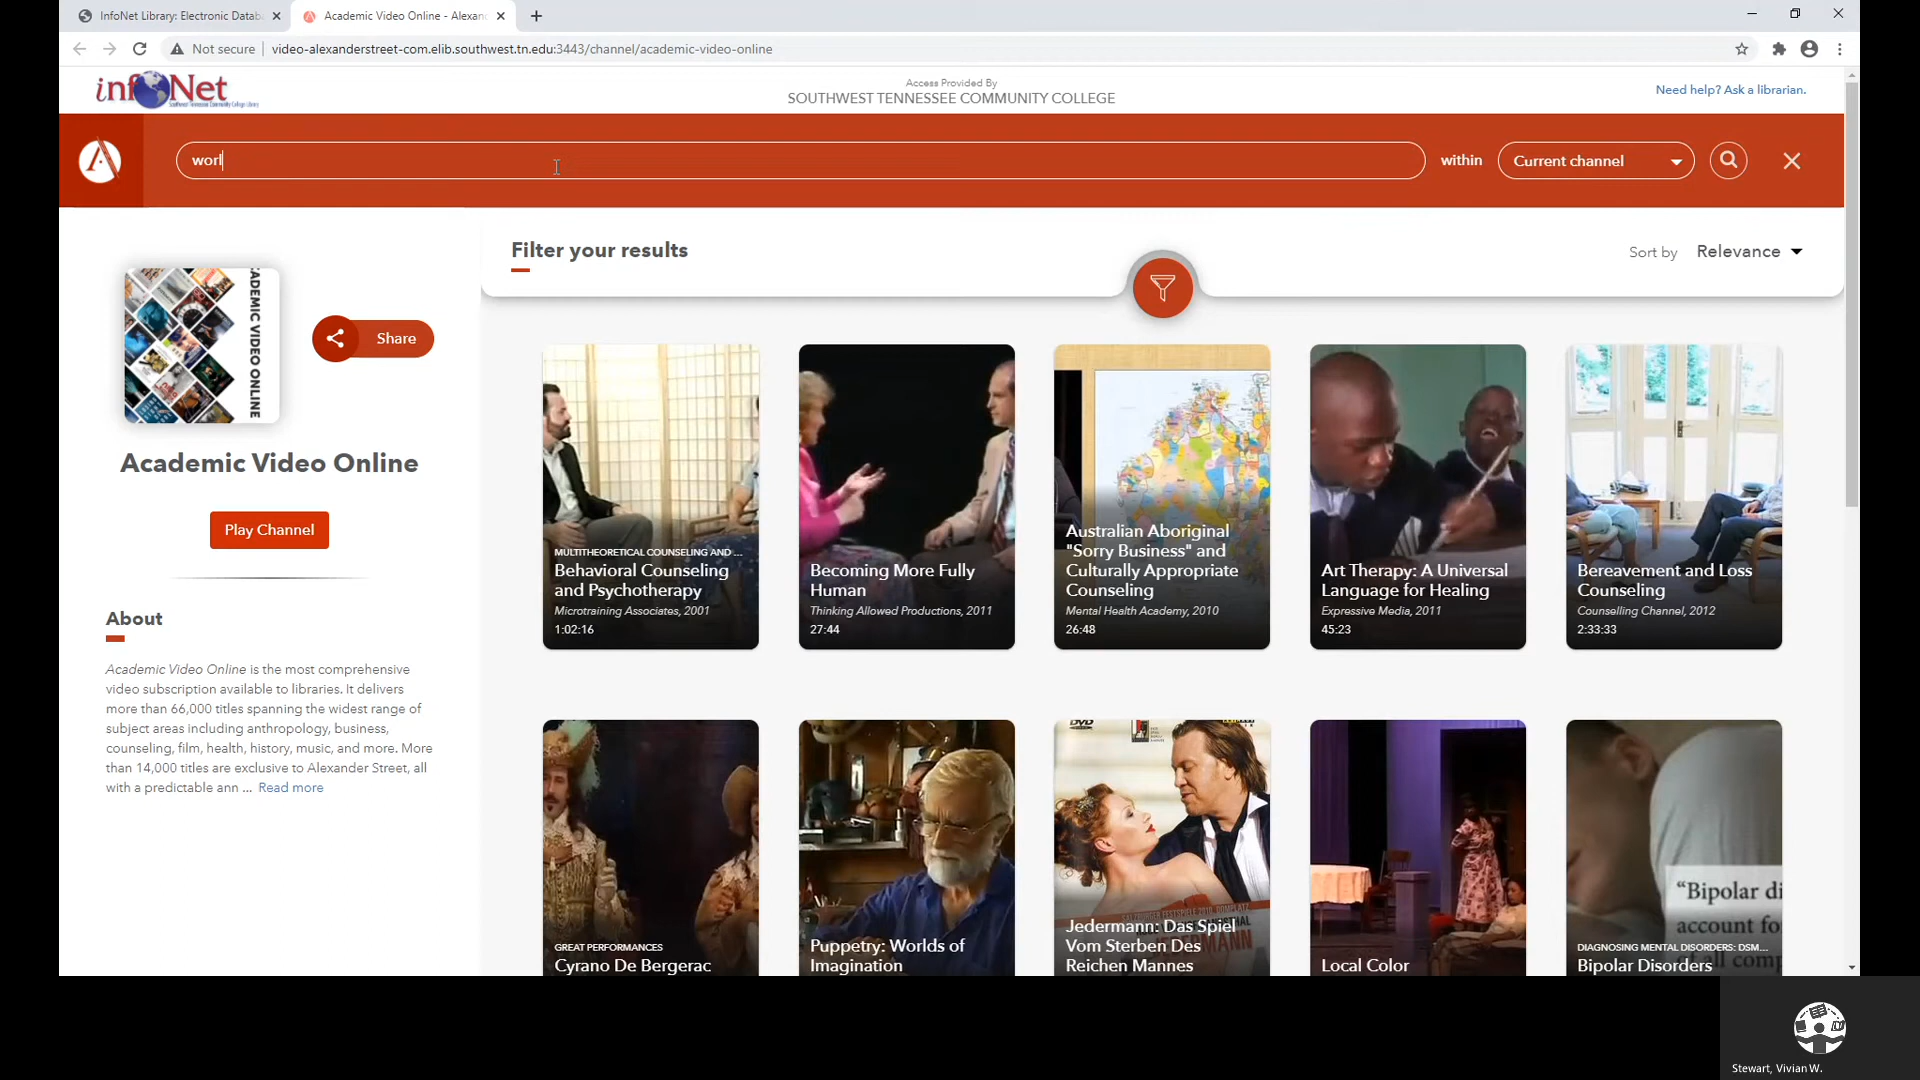 InfoNet Library: Electronic Datab
Academic Video Online - Alexan
Not secure
video-alexanderstreet-com.elib.southwest.tn.edu:3443/channel/academic-video-online
infoNet
Southwest Tennessee Community College Library
Access Provided By
SOUTHWEST TENNESSEE COMMUNITY COLLEGE
Need help? Ask a librarian.
worl
within
Current channel
Filter your results
Sort by
Relevance
ACADEMIC VIDEO ONLINE
Share
Academic Video Online
Play Channel
About
Academic Video Online is the most comprehensive
video subscription available to libraries. It delivers
more than 66,000 titles spanning the widest range of
subject areas including anthropology, business,
counseling, film, health, history, music, and more. More
than 14,000 titles are exclusive to Alexander Street, all
with a predictable ann ... Read more
MULTITHEORETICAL COUNSELING AND ...
Behavioral Counseling
and Psychotherapy
Microtraining Associates, 2001
1:02:16
Becoming More Fully
Human
Thinking Allowed Productions, 2011
27:44
Australian Aboriginal
"Sorry Business" and
Culturally Appropriate
Counseling
Mental Health Academy, 2010
26:48
Art Therapy: A Universal
Language for Healing
Expressive Media, 2011
45:23
Bereavement and Loss
Counseling
Counselling Channel, 2012
2:33:33
GREAT PERFORMANCES
Cyrano De Bergerac
Puppetry: Worlds of
Imagination
DVD
Jedermann: Das Spiel
Vom Sterben Des
Reichen Mannes
Local Color
"Bipolar di
account fo
DIAGNOSING MENTAL DISORDERS: DSM...
Bipolar Disorders
Stewart, Vivian W.